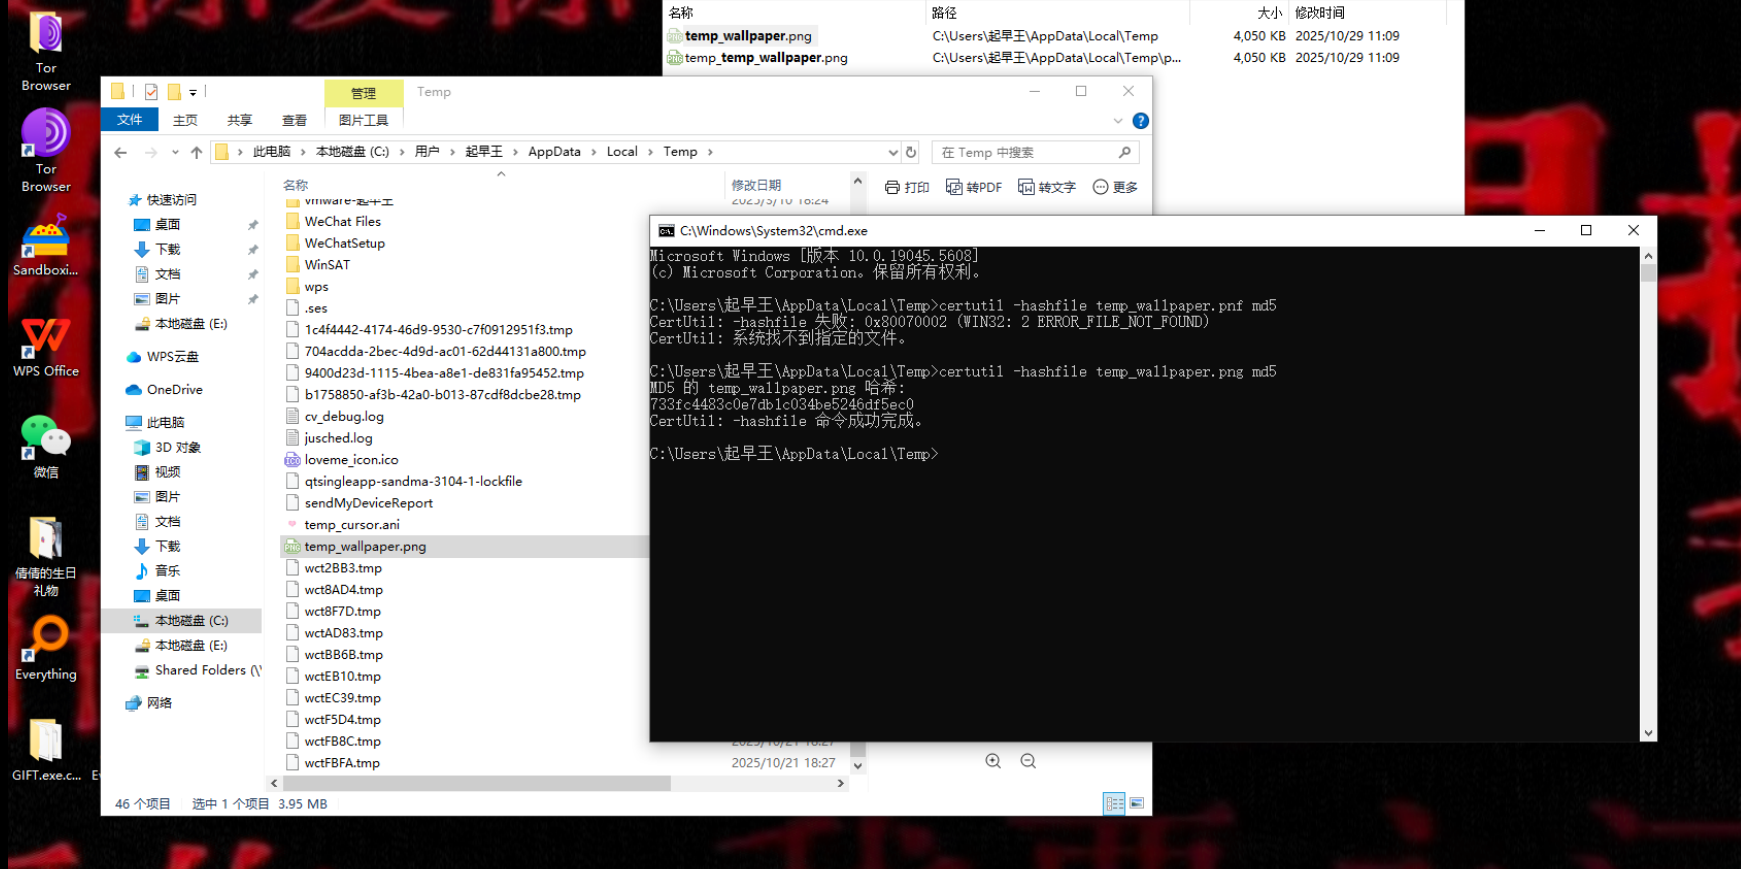 Tor
Browser
Tor
Browser
Sandboxi...
WPS Office
微信
倩倩的生日
礼物
Everything
GIFT.exe.c...
名称
路径
大小
修改时间
temp_wallpaper.png
C:\Users\起早王\AppData\Local\Temp
4,050 KB
2025/10/29 11:09
temp_temp_wallpaper.png
C:\Users\起早王\AppData\Local\Temp\p...
4,050 KB
2025/10/29 11:09
管理
Temp
文件
主页
共享
查看
图片工具
此电脑 › 本地磁盘 (C:) › 用户 › 起早王 › AppData › Local › Temp ›
在 Temp 中搜索
快速访问
桌面
下载
文档
图片
本地磁盘 (E:)
WPS云盘
OneDrive
此电脑
3D 对象
视频
图片
文档
下载
音乐
桌面
本地磁盘 (C:)
本地磁盘 (E:)
Shared Folders (\\
网络
名称
修改日期
打印
转PDF
转文字
更多
vmware-起早王
2025/3/10 18:24
WeChat Files
WeChatSetup
WinSAT
wps
.ses
1c4f4442-4174-46d9-9530-c7f0912951f3.tmp
704acdda-2bec-4d9d-ac01-62d44131a800.tmp
9400d23d-1115-4bea-a8e1-de831fa95452.tmp
b1758850-af3b-42a0-b013-87cdf8dcbe28.tmp
cv_debug.log
jusched.log
loveme_icon.ico
qtsingleapp-sandma-3104-1-lockfile
sendMyDeviceReport
temp_cursor.ani
temp_wallpaper.png
wct2BB3.tmp
wct8AD4.tmp
wct8F7D.tmp
wctAD83.tmp
wctBB6B.tmp
wctEB10.tmp
wctEC39.tmp
wctF5D4.tmp
wctFB8C.tmp
2025/10/21 18:27
wctFBFA.tmp
2025/10/21 18:27
46 个项目
选中 1 个项目 3.95 MB
C:\Windows\System32\cmd.exe
Microsoft Windows [版本 10.0.19045.5608]
(c) Microsoft Corporation。保留所有权利。
C:\Users\起早王\AppData\Local\Temp>certutil -hashfile temp_wallpaper.pnf md5
CertUtil: -hashfile 失败: 0x80070002 (WIN32: 2 ERROR_FILE_NOT_FOUND)
CertUtil: 系统找不到指定的文件。
C:\Users\起早王\AppData\Local\Temp>certutil -hashfile temp_wallpaper.png md5
MD5 的 temp_wallpaper.png 哈希:
733fc4483c0e7db1c034be5246df5ec0
CertUtil: -hashfile 命令成功完成。
C:\Users\起早王\AppData\Local\Temp>